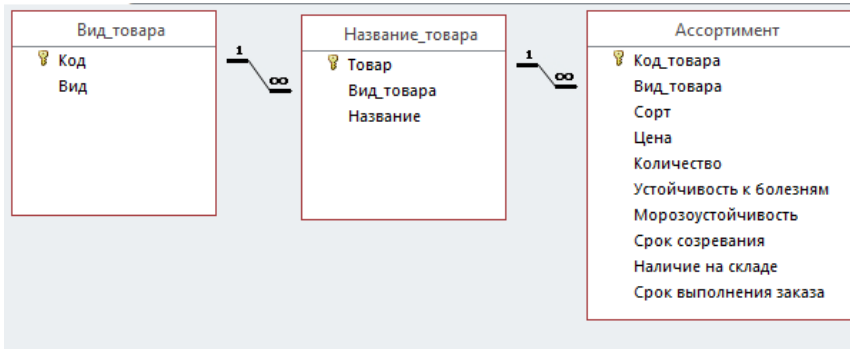 Вид_товара
Код
Вид
1
∞
Название_товара
Товар
Вид_товара
Название
1
∞
Ассортимент
Код_товара
Вид_товара
Сорт
Цена
Количество
Устойчивость к болезням
Морозоустойчивость
Срок созревания
Наличие на складе
Срок выполнения заказа